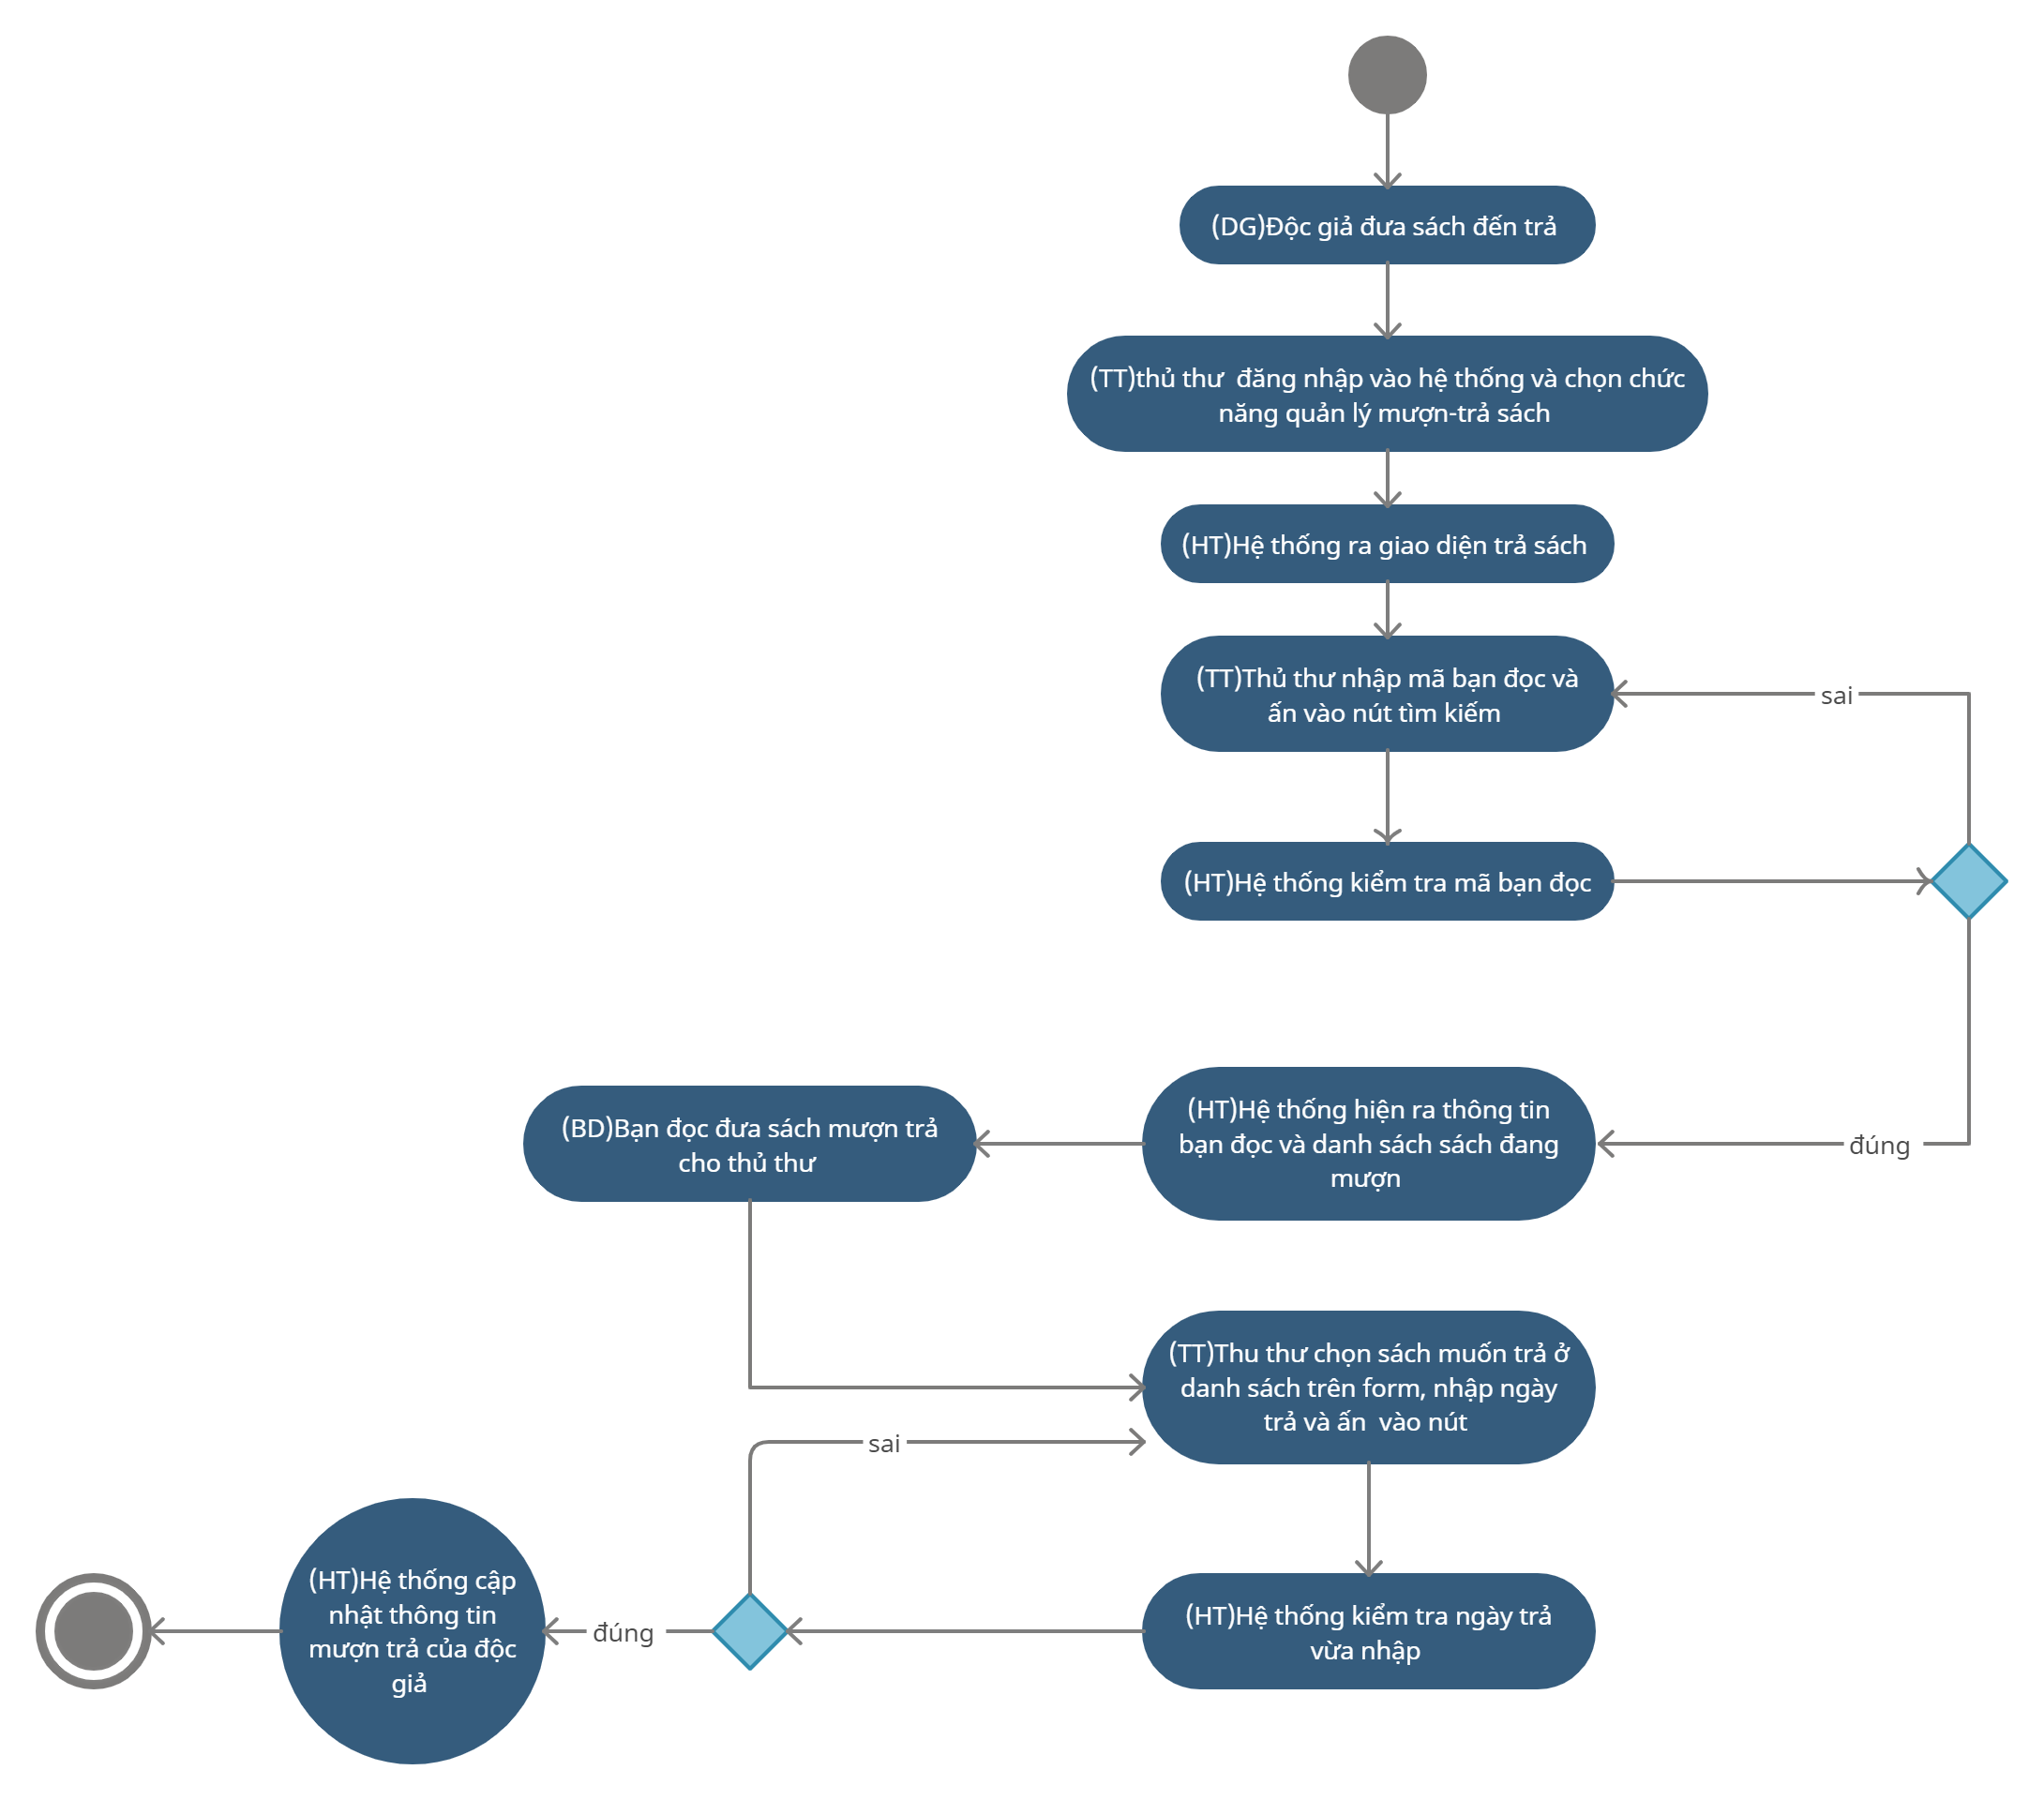 (DG)Độc giả đưa sách đến trả
(TT)thủ thư  đăng nhập vào hệ thống và chọn chức
năng quản lý mượn-trả sách
(HT)Hệ thống ra giao diện trả sách
(TT)Thủ thư nhập mã bạn đọc và
ấn vào nút tìm kiếm
sai
(HT)Hệ thống kiểm tra mã bạn đọc
đúng
(HT)Hệ thống hiện ra thông tin
bạn đọc và danh sách sách đang
mượn
(BD)Bạn đọc đưa sách mượn trả
cho thủ thư
(TT)Thu thư chọn sách muốn trả ở
danh sách trên form, nhập ngày
trả và ấn  vào nút
sai
(HT)Hệ thống kiểm tra ngày trả
vừa nhập
đúng
(HT)Hệ thống cập
nhật thông tin
mượn trả của độc
giả